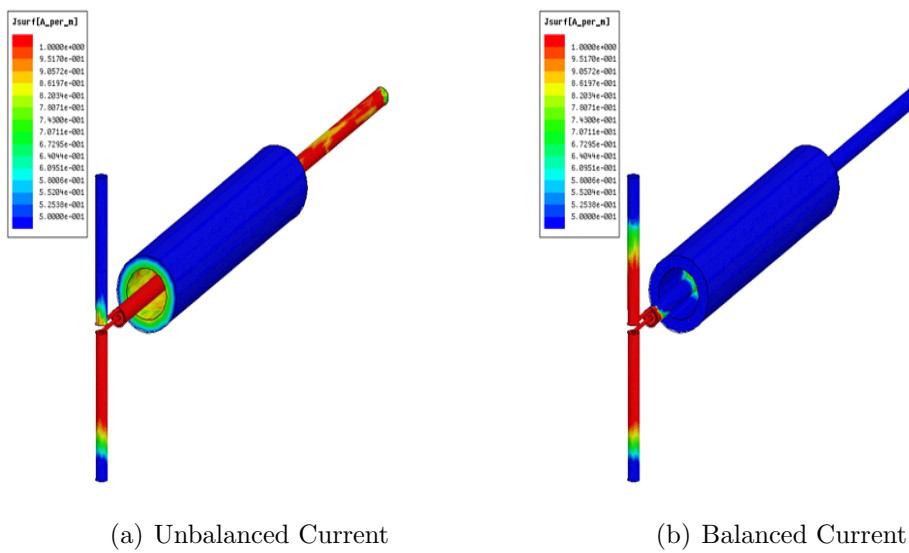 Jsurf[A_per_m]
1.0000e+000
9.5170e-001
9.0572e-001
8.6197e-001
8.2034e-001
7.8071e-001
7.4300e-001
7.0711e-001
6.7295e-001
6.4044e-001
6.0951e-001
5.8006e-001
5.5204e-001
5.2538e-001
5.0000e-001
Jsurf[A_per_m]
1.0000e+000
9.5170e-001
9.0572e-001
8.6197e-001
8.2034e-001
7.8071e-001
7.4300e-001
7.0711e-001
6.7295e-001
6.4044e-001
6.0951e-001
5.8006e-001
5.5204e-001
5.2538e-001
5.0000e-001
(a) Unbalanced Current
(b) Balanced Current